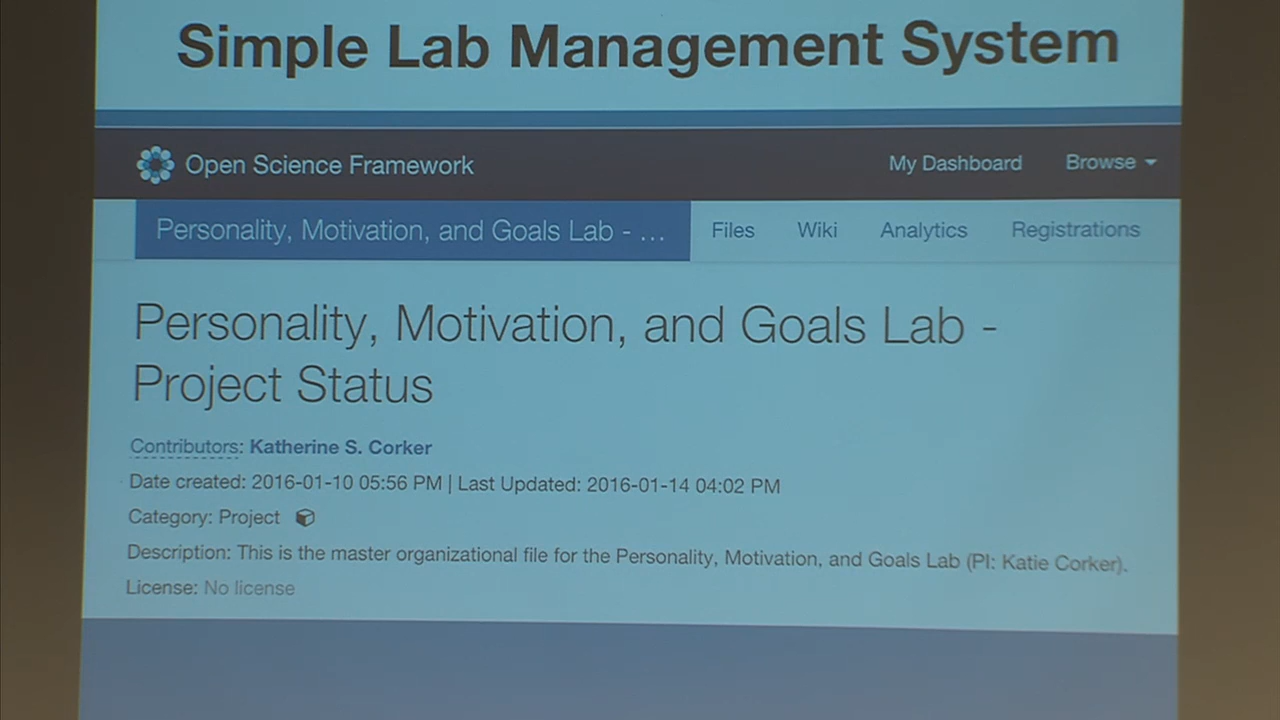 Simple Lab Management System
Open Science Framework
My Dashboard
Browse
Personality, Motivation, and Goals Lab - ...
Files
Wiki
Analytics
Registrations
Personality, Motivation, and Goals Lab -
Project Status
Contributors: Katherine S. Corker
Date created: 2016-01-10 05:56 PM | Last Updated: 2016-01-14 04:02 PM
Category: Project
Description: This is the master organizational file for the Personality, Motivation, and Goals Lab (PI: Katie Corker).
License: No license